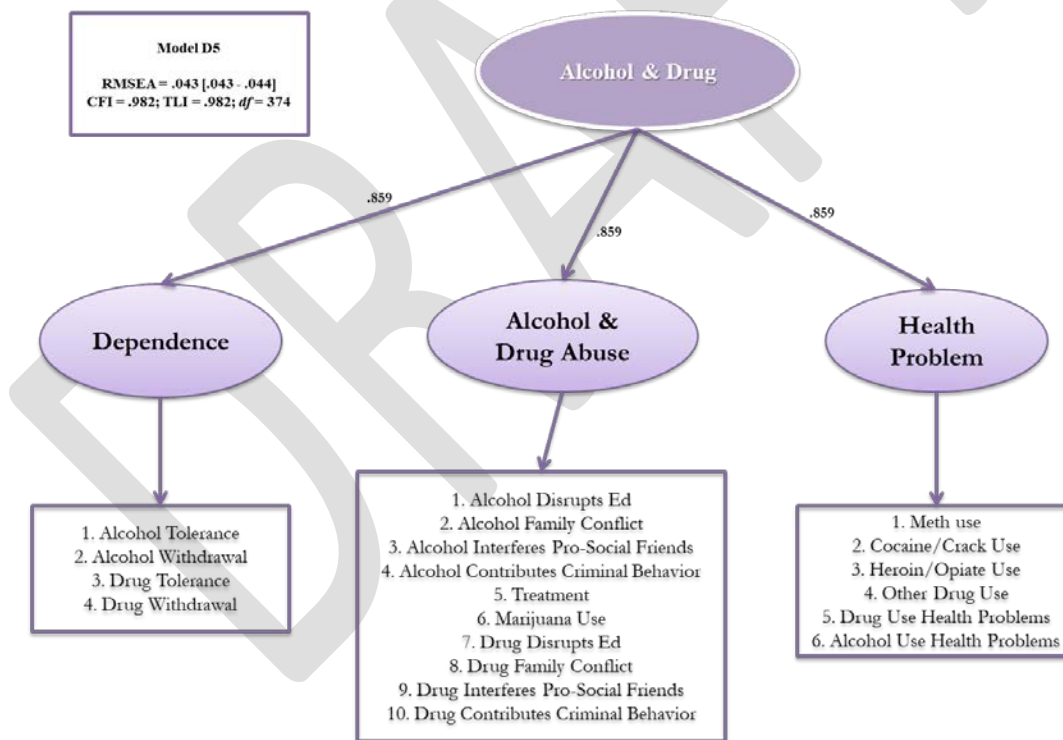 Model D5
RMSEA = .043 [.043 - .044]
CFI = .982; TLI = .982; df = 374
Alcohol & Drug
.859
.859
.859
Dependence
Alcohol &
Drug Abuse
Health
Problem
1. Alcohol Tolerance
2. Alcohol Withdrawal
3. Drug Tolerance
4. Drug Withdrawal
1. Alcohol Disrupts Ed
2. Alcohol Family Conflict
3. Alcohol Interferes Pro-Social Friends
4. Alcohol Contributes Criminal Behavior
5. Treatment
6. Marijuana Use
7. Drug Disrupts Ed
8. Drug Family Conflict
9. Drug Interferes Pro-Social Friends
10. Drug Contributes Criminal Behavior
1. Meth use
2. Cocaine/Crack Use
3. Heroin/Opiate Use
4. Other Drug Use
5. Drug Use Health Problems
6. Alcohol Use Health Problems